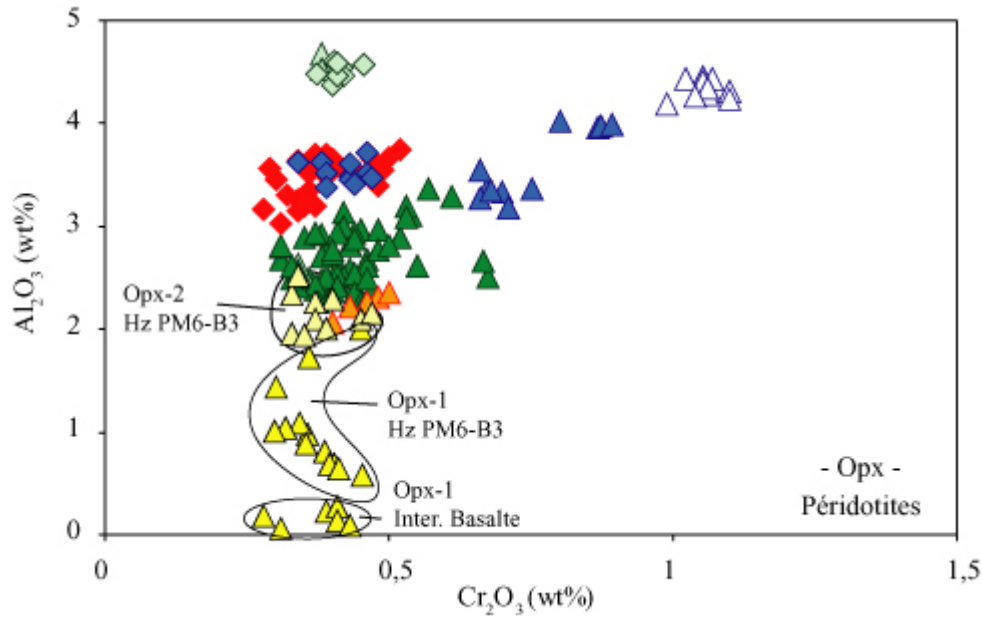 5
4
3
2
1
0
Al2O3 (wt%)
Opx-2
Hz PM6-B3
Opx-1
Hz PM6-B3
Opx-1
Inter. Basalte
- Opx -
Péridotites
0
0,5
1
1,5
Cr2O3 (wt%)